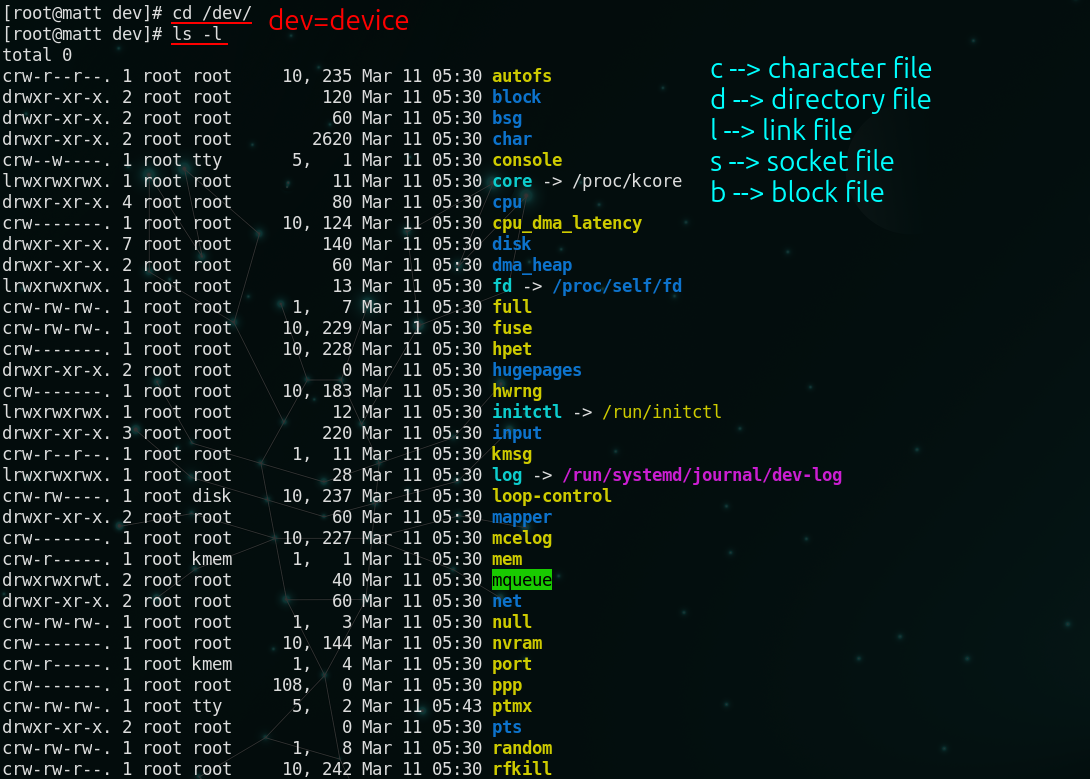 [root@matt dev]# cd /dev/ dev=device
[root@matt dev]# ls -l
total 0
crw-r--r--. 1 root root     10, 235 Mar 11 05:30 autofs
drwxr-xr-x. 2 root root         120 Mar 11 05:30 block
drwxr-xr-x. 2 root root          60 Mar 11 05:30 bsg
drwxr-xr-x. 2 root root        2620 Mar 11 05:30 char
crw--w----. 1 root tty       5,   1 Mar 11 05:30 console
lrwxrwxrwx. 1 root root          11 Mar 11 05:30 core -> /proc/kcore
drwxr-xr-x. 4 root root          80 Mar 11 05:30 cpu
crw-------. 1 root root     10, 124 Mar 11 05:30 cpu_dma_latency
drwxr-xr-x. 7 root root         140 Mar 11 05:30 disk
drwxr-xr-x. 2 root root          60 Mar 11 05:30 dma_heap
lrwxrwxrwx. 1 root root          13 Mar 11 05:30 fd -> /proc/self/fd
crw-rw-rw-. 1 root root      1,   7 Mar 11 05:30 full
crw-rw-rw-. 1 root root     10, 229 Mar 11 05:30 fuse
crw-------. 1 root root     10, 228 Mar 11 05:30 hpet
drwxr-xr-x. 2 root root           0 Mar 11 05:30 hugepages
crw-------. 1 root root     10, 183 Mar 11 05:30 hwrng
lrwxrwxrwx. 1 root root          12 Mar 11 05:30 initctl -> /run/initctl
drwxr-xr-x. 3 root root         220 Mar 11 05:30 input
crw-r--r--. 1 root root      1,  11 Mar 11 05:30 kmsg
lrwxrwxrwx. 1 root root          28 Mar 11 05:30 log -> /run/systemd/journal/dev-log
crw-rw----. 1 root disk     10, 237 Mar 11 05:30 loop-control
drwxr-xr-x. 2 root root          60 Mar 11 05:30 mapper
crw-------. 1 root root     10, 227 Mar 11 05:30 mcelog
crw-r-----. 1 root kmem      1,   1 Mar 11 05:30 mem
drwxrwxrwt. 2 root root          40 Mar 11 05:30 mqueue
drwxr-xr-x. 2 root root          60 Mar 11 05:30 net
crw-rw-rw-. 1 root root      1,   3 Mar 11 05:30 null
crw-------. 1 root root     10, 144 Mar 11 05:30 nvram
crw-r-----. 1 root kmem      1,   4 Mar 11 05:30 port
crw-------. 1 root root    108,   0 Mar 11 05:30 ppp
crw-rw-rw-. 1 root tty       5,   2 Mar 11 05:43 ptmx
drwxr-xr-x. 2 root root           0 Mar 11 05:30 pts
crw-rw-rw-. 1 root root      1,   8 Mar 11 05:30 random
crw-rw-r--. 1 root root     10, 242 Mar 11 05:30 rfkill
c --> character file
d --> directory file
l --> link file
s --> socket file
b --> block file